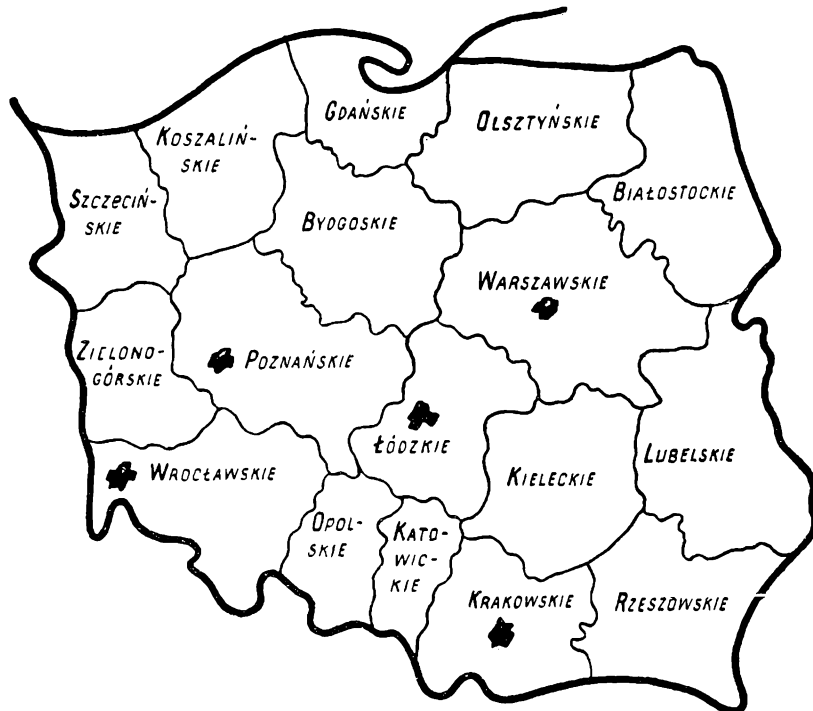 GDAŃSKIE
OLSZTYŃSKIE
KOSZALIŃ-
SKIE
BIAŁOSTOCKIE
SZCZECIŃ-
SKIE
BYDGOSKIE
WARSZAWSKIE
ZIELONO-
GÓRSKIE
POZNAŃSKIE
ŁÓDZKIE
LUBELSKIE
WROCŁAWSKIE
KIELECKIE
OPOL-
SKIE
KATO-
WIC-
KIE
KRAKOWSKIE
RZESZOWSKIE